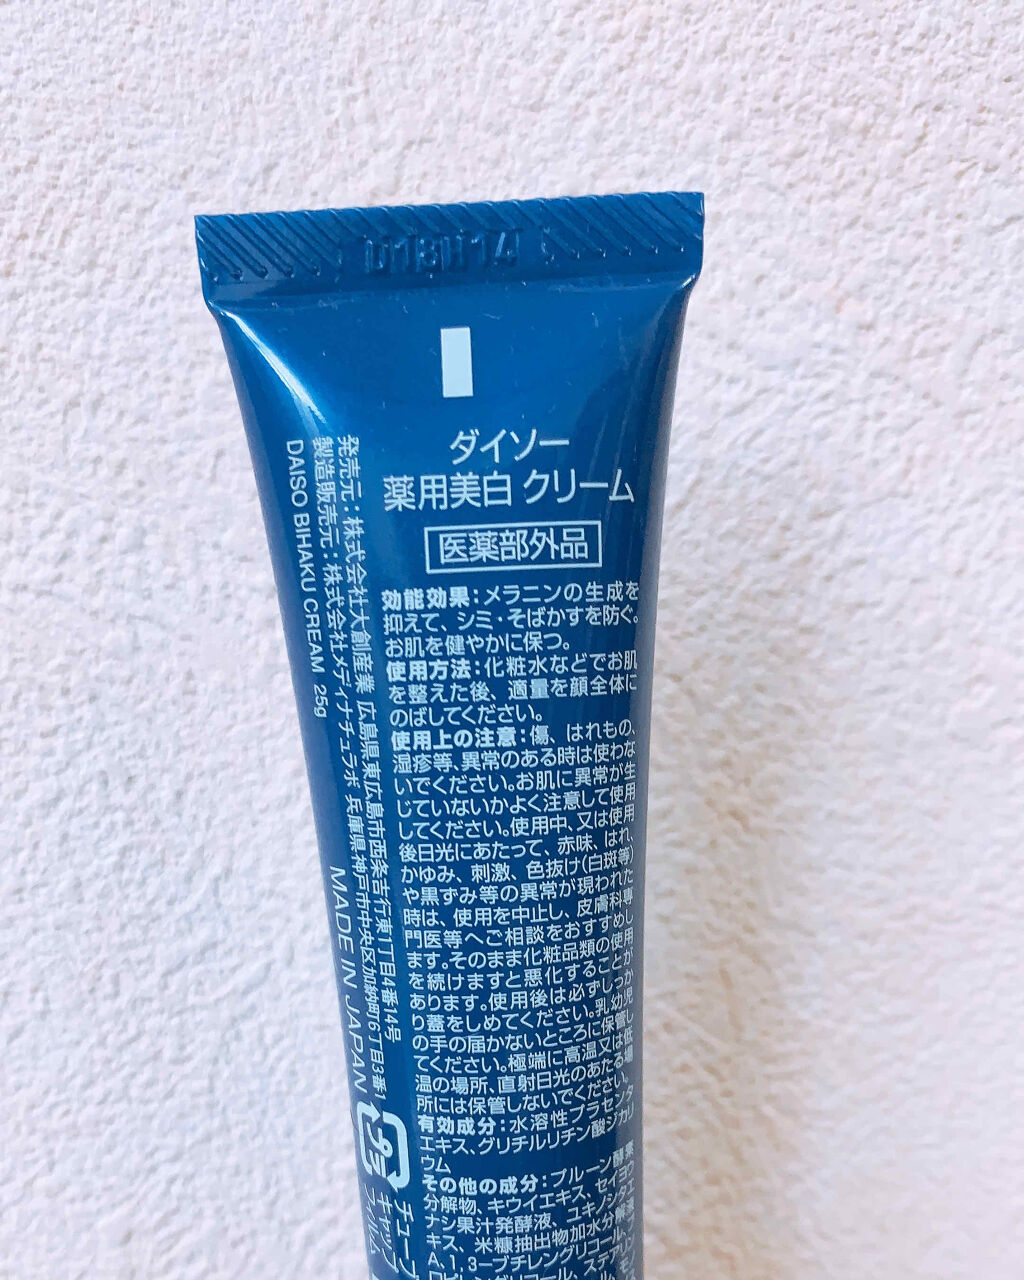 ダイソー
薬用美白 クリーム
医薬部外品
効能効果:メラニンの生成を
抑えて、シミ・そばかすを防ぐ。
お肌を健やかに保つ。
使用方法:化粧水などでお肌
を整えた後、適量を顔全体に
のばしてください。
使用上の注意:傷、はれもの、
湿疹等、異常のある時は使わな
いでください。お肌に異常が生
じていないかよく注意して使用
してください。使用中、又は使用
後日光にあたって、赤味、はれ、
かゆみ、刺激、色抜け(白斑等)
や黒ずみ等の異常が現われた
時は、使用を中止し、皮膚科専
門医等へご相談をおすすめし
ます。そのまま化粧品類の使用
を続けますと悪化することが
あります。使用後は必ずしっか
り蓋をしめてください。乳幼児
の手の届かないところに保管し
てください。極端に高温又は低
温の場所、直射日光のあたる場
所には保管しないでください。
有効成分:水溶性プラセンタ
エキス、グリチルリチン酸ジカリ
ウム
その他の成分:プルーン酵素
分解物、キウイエキス、セイヨウ
ナシ果汁発酵液、ユキノシタエ
キス、米糠抽出物加水分解液
A、1,3-ブチレングリコール、
発売元:株式会社大創産業 広島県東広島市西条吉行東1丁目4番14号
製造販売元:株式会社メディナチュラボ 兵庫県神戸市中央区加納町6丁目3番1
DAISO BIHAKU CREAM 25g
MADE IN JAPAN
プラ
チューブ
キャップ
フィルム